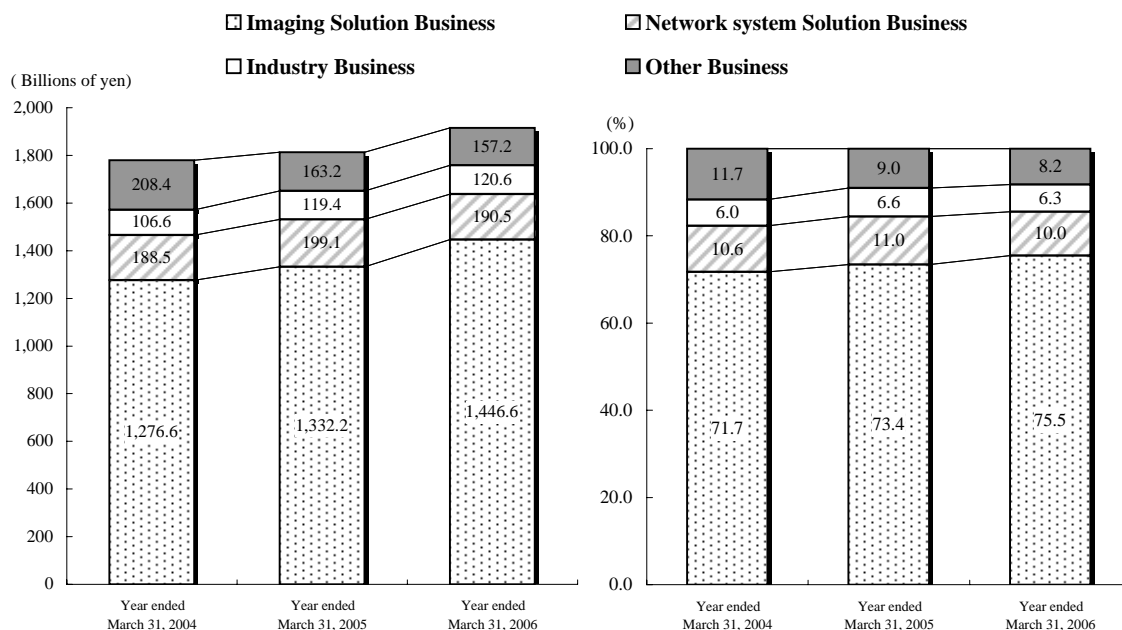 Imaging Solution Business
Network system Solution Business
Industry Business
Other Business
( Billions of yen)
2,000
1,800
1,600
1,400
1,200
1,000
800
600
400
200
0
208.4
106.6
188.5
1,276.6
163.2
119.4
199.1
1,332.2
157.2
120.6
190.5
1,446.6
Year ended
March 31, 2004
Year ended
March 31, 2005
Year ended
March 31, 2006
(%)
100.0
80.0
60.0
40.0
20.0
0.0
11.7
6.0
10.6
71.7
9.0
6.6
11.0
73.4
8.2
6.3
10.0
75.5
Year ended
March 31, 2004
Year ended
March 31, 2005
Year ended
March 31, 2006